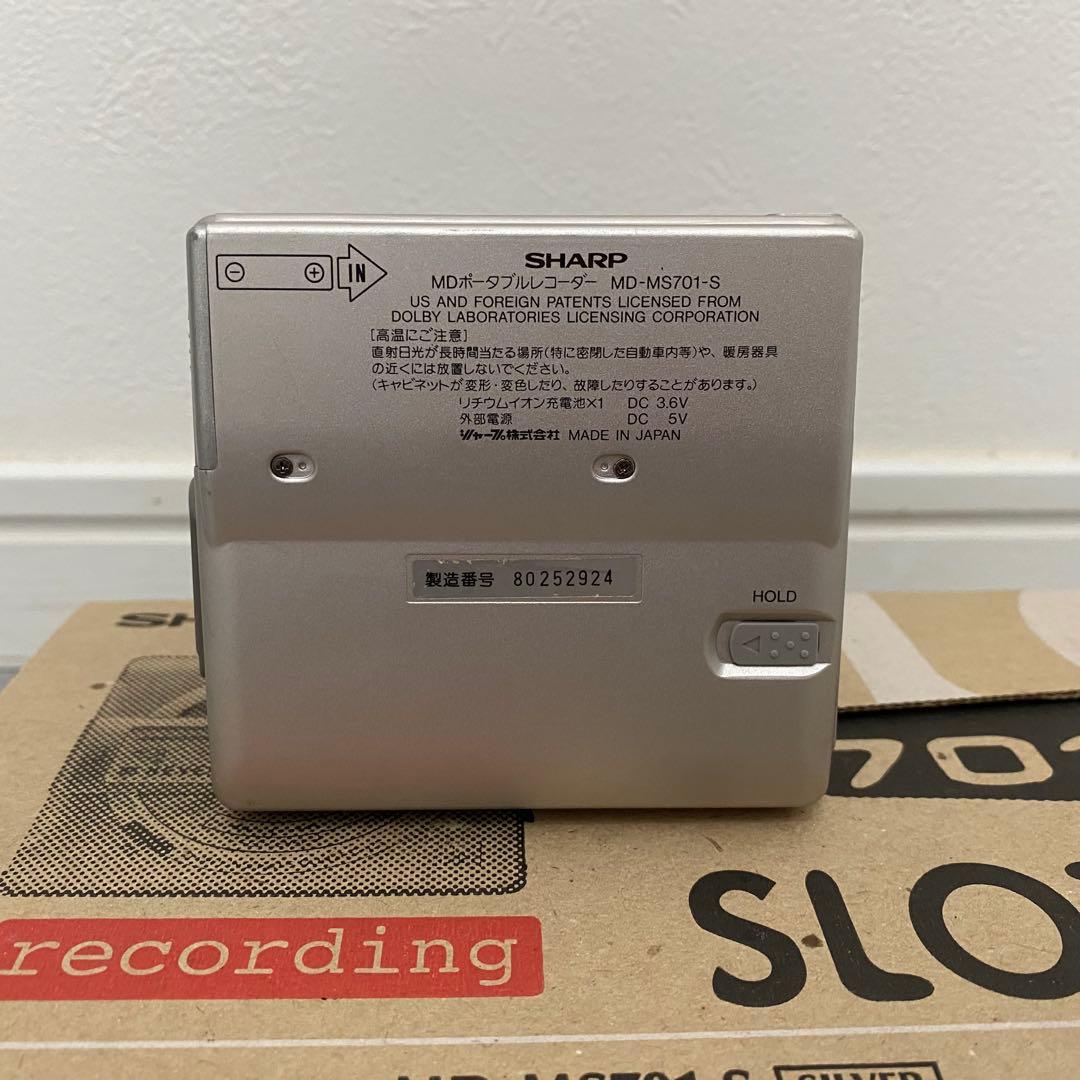 ⊖ ⊕ IN
SHARP
MDポータブルレコーダー MD-MS701-S
US AND FOREIGN PATENTS LICENSED FROM
DOLBY LABORATORIES LICENSING CORPORATION
[高温にご注意]
直射日光が長時間当たる場所(特に密閉した自動車内等)や、暖房器具
の近くには放置しないでください。
(キャビネットが変形・変色したり、故障したりすることがあります。)
リチウムイオン充電池×1 DC 3.6V
外部電源 DC 5V
シャープ株式会社 MADE IN JAPAN
製造番号 80252924
HOLD
SH
701
SLOT
recording
MD-MS701-S SILVER